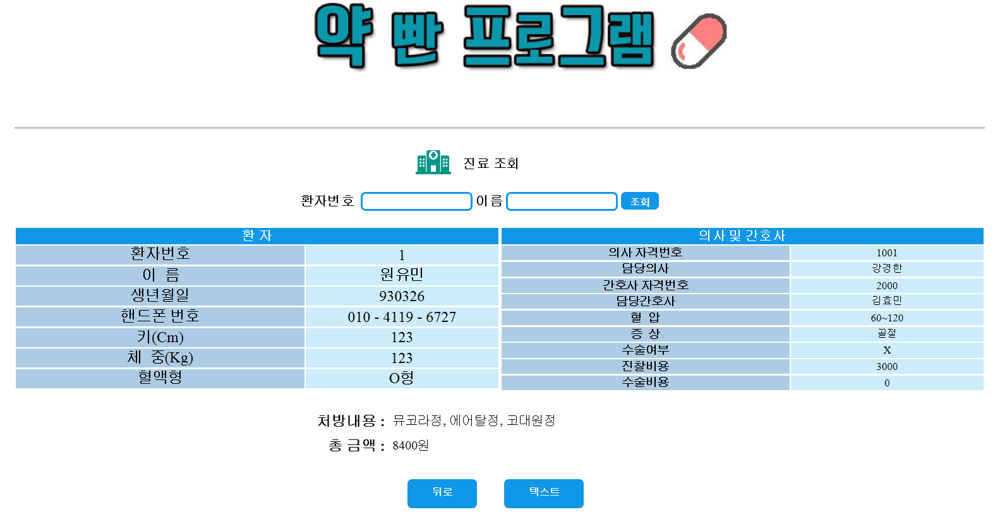 약 빤 프로그램
진료 조회
환자번호 이름 조회
환 자
환자번호 1
이 름 원유민
생년월일 930326
핸드폰 번호 010 - 4119 - 6727
키(Cm) 123
체 중(Kg) 123
혈액형 O형
의사 및 간호사
의사 자격번호 1001
담당의사 강경한
간호사 자격번호 2000
담당간호사 김효민
혈 압 60~120
증 상 골절
수술여부 X
진찰비용 3000
수술비용 0
처방내용 : 뮤코라정, 에어탈정, 코대원정
총 금액 : 8400원
뒤로 텍스트